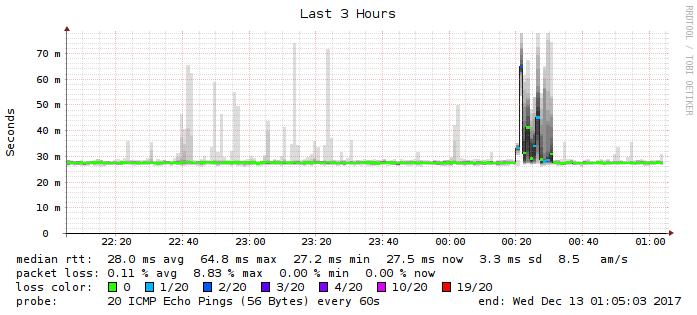 Last 3 Hours
RRDTOOL / TOBI OETIKER
Seconds
70 m
60 m
50 m
40 m
30 m
20 m
10 m
0
22:20 22:40 23:00 23:20 23:40 00:00 00:20 00:40 01:00
median rtt: 28.0 ms avg 64.8 ms max 27.2 ms min 27.5 ms now 3.3 ms sd 8.5 am/s
packet loss: 0.11 % avg 8.83 % max 0.00 % min 0.00 % now
loss color: 0 1/20 2/20 3/20 4/20 10/20 19/20
probe: 20 ICMP Echo Pings (56 Bytes) every 60s end: Wed Dec 13 01:05:03 2017